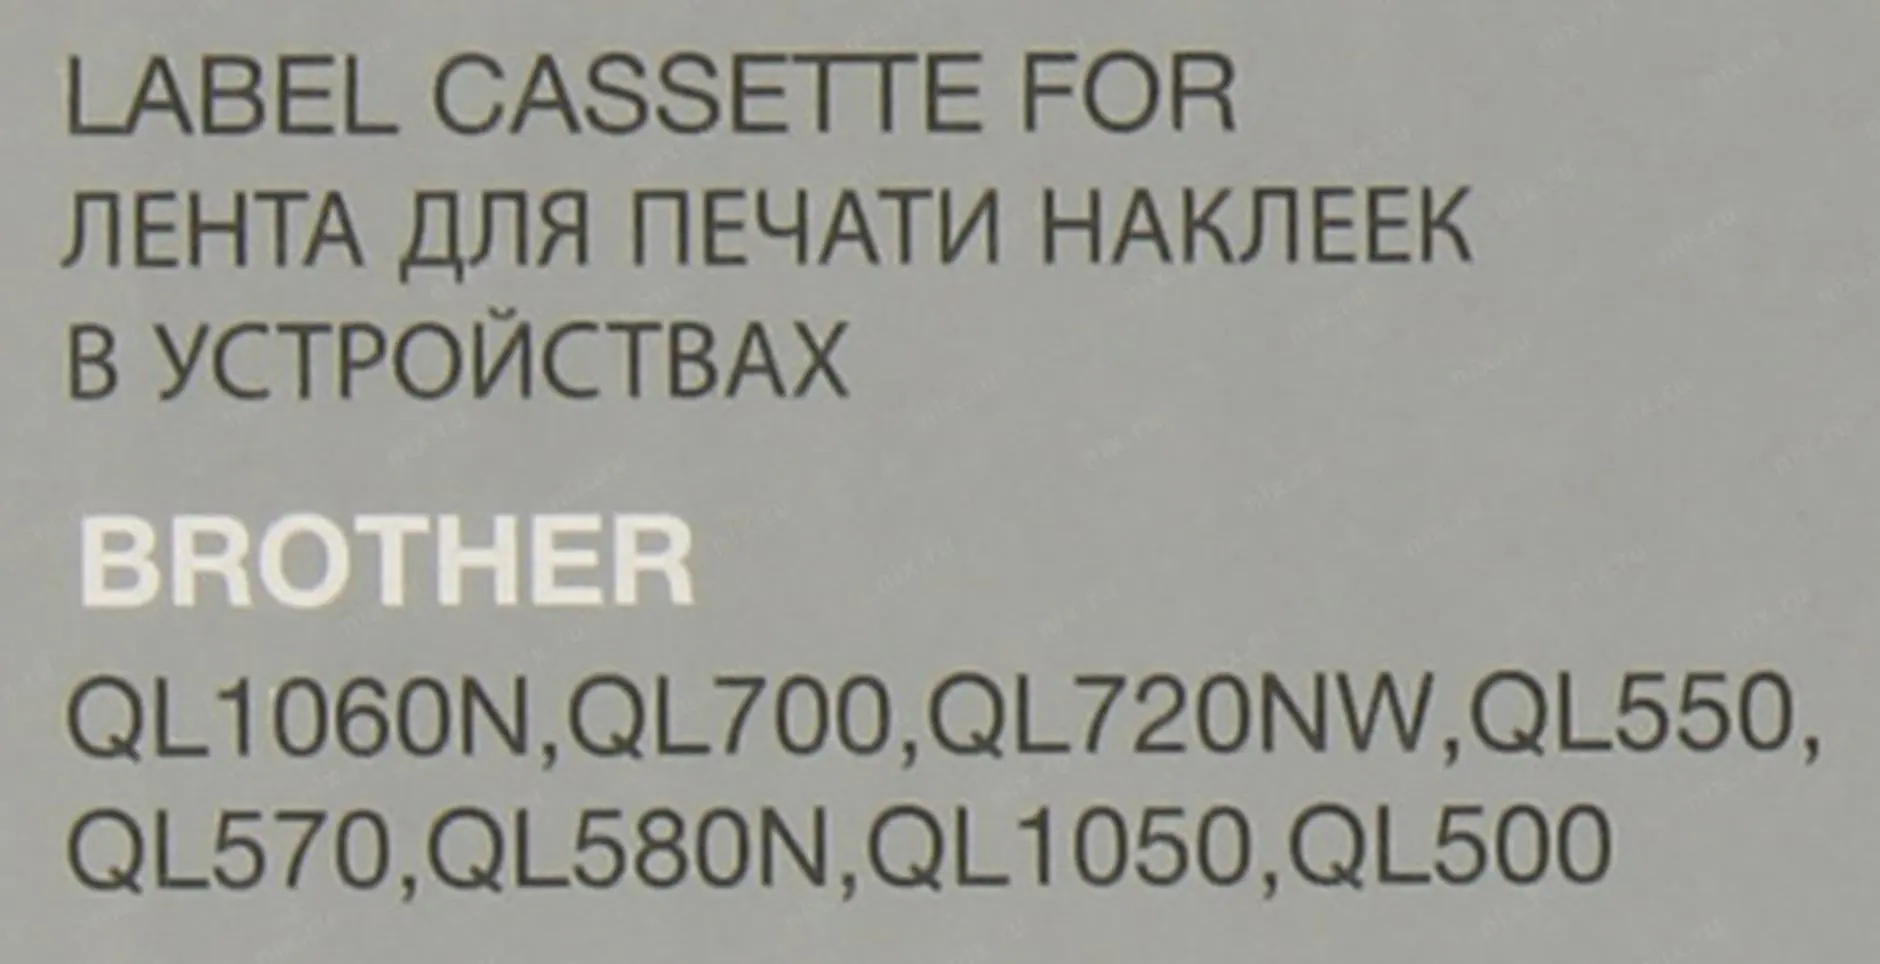 LABEL CASSETTE FOR
ЛЕНТА ДЛЯ ПЕЧАТИ НАКЛЕЕК
В УСТРОЙСТВАХ
BROTHER
QL1060N,QL700,QL720NW,QL550,
QL570,QL580N,QL1050,QL500